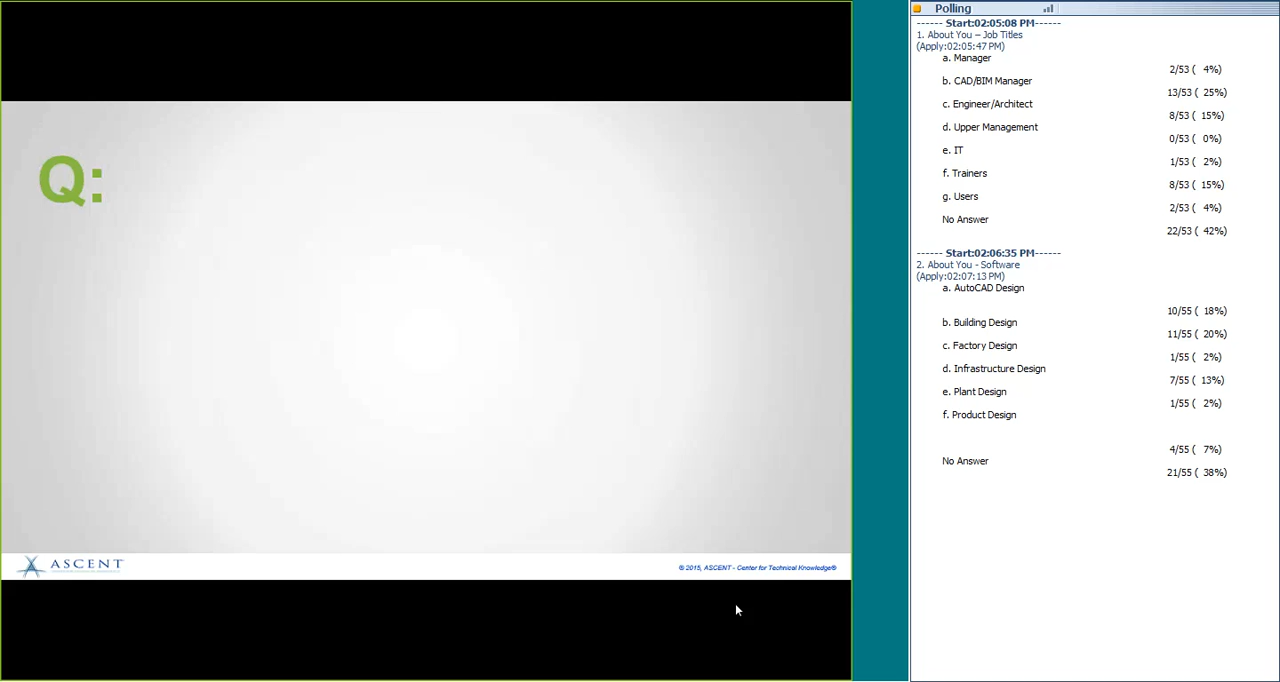 Q:
ASCENT
© 2015, ASCENT - Center for Technical Knowledge®
Polling
------ Start:02:05:08 PM------
1. About You – Job Titles
(Apply:02:05:47 PM)
a. Manager
2/53 ( 4%)
b. CAD/BIM Manager
13/53 ( 25%)
c. Engineer/Architect
8/53 ( 15%)
d. Upper Management
0/53 ( 0%)
e. IT
1/53 ( 2%)
f. Trainers
8/53 ( 15%)
g. Users
2/53 ( 4%)
No Answer
22/53 ( 42%)
------ Start:02:06:35 PM------
2. About You - Software
(Apply:02:07:13 PM)
a. AutoCAD Design
10/55 ( 18%)
b. Building Design
11/55 ( 20%)
c. Factory Design
1/55 ( 2%)
d. Infrastructure Design
7/55 ( 13%)
e. Plant Design
1/55 ( 2%)
f. Product Design
4/55 ( 7%)
No Answer
21/55 ( 38%)